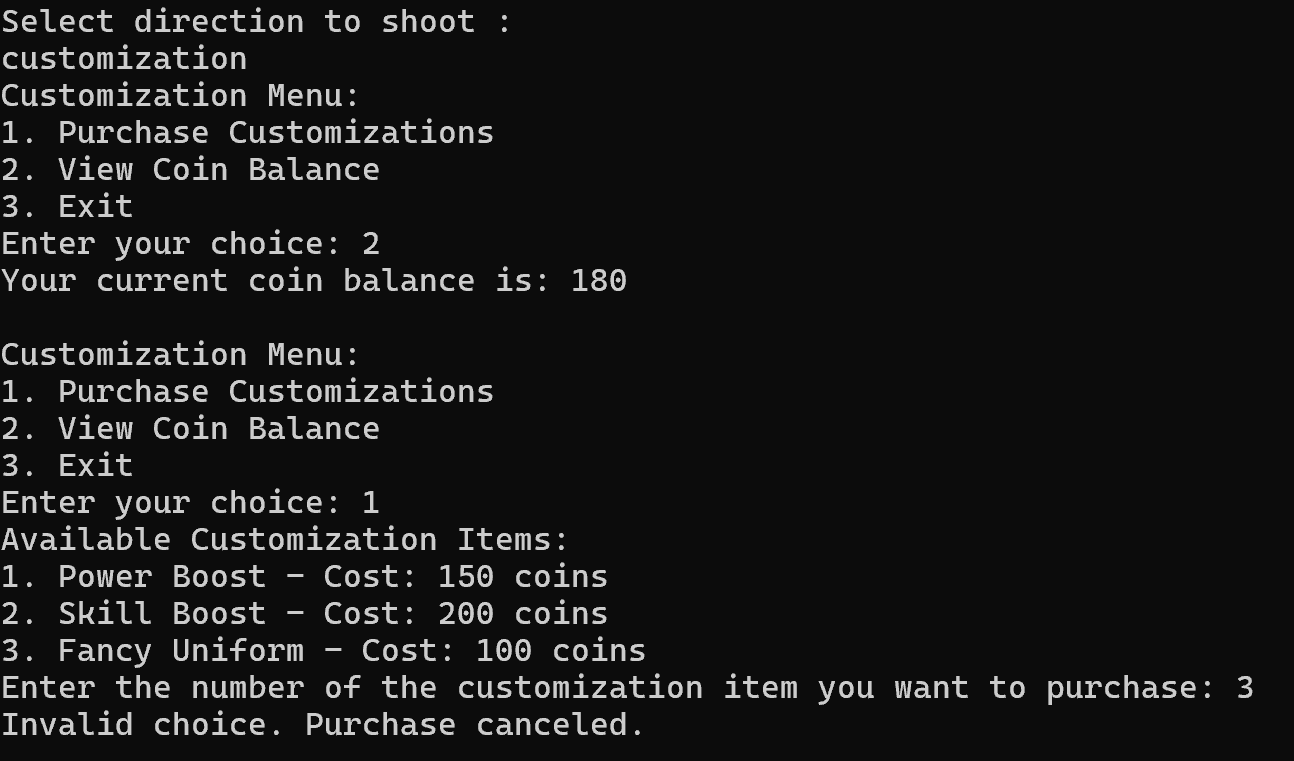 Select direction to shoot :
customization
Customization Menu:
1. Purchase Customizations
2. View Coin Balance
3. Exit
Enter your choice: 2
Your current coin balance is: 180
Customization Menu:
1. Purchase Customizations
2. View Coin Balance
3. Exit
Enter your choice: 1
Available Customization Items:
1. Power Boost – Cost: 150 coins
2. Skill Boost – Cost: 200 coins
3. Fancy Uniform – Cost: 100 coins
Enter the number of the customization item you want to purchase: 3
Invalid choice. Purchase canceled.